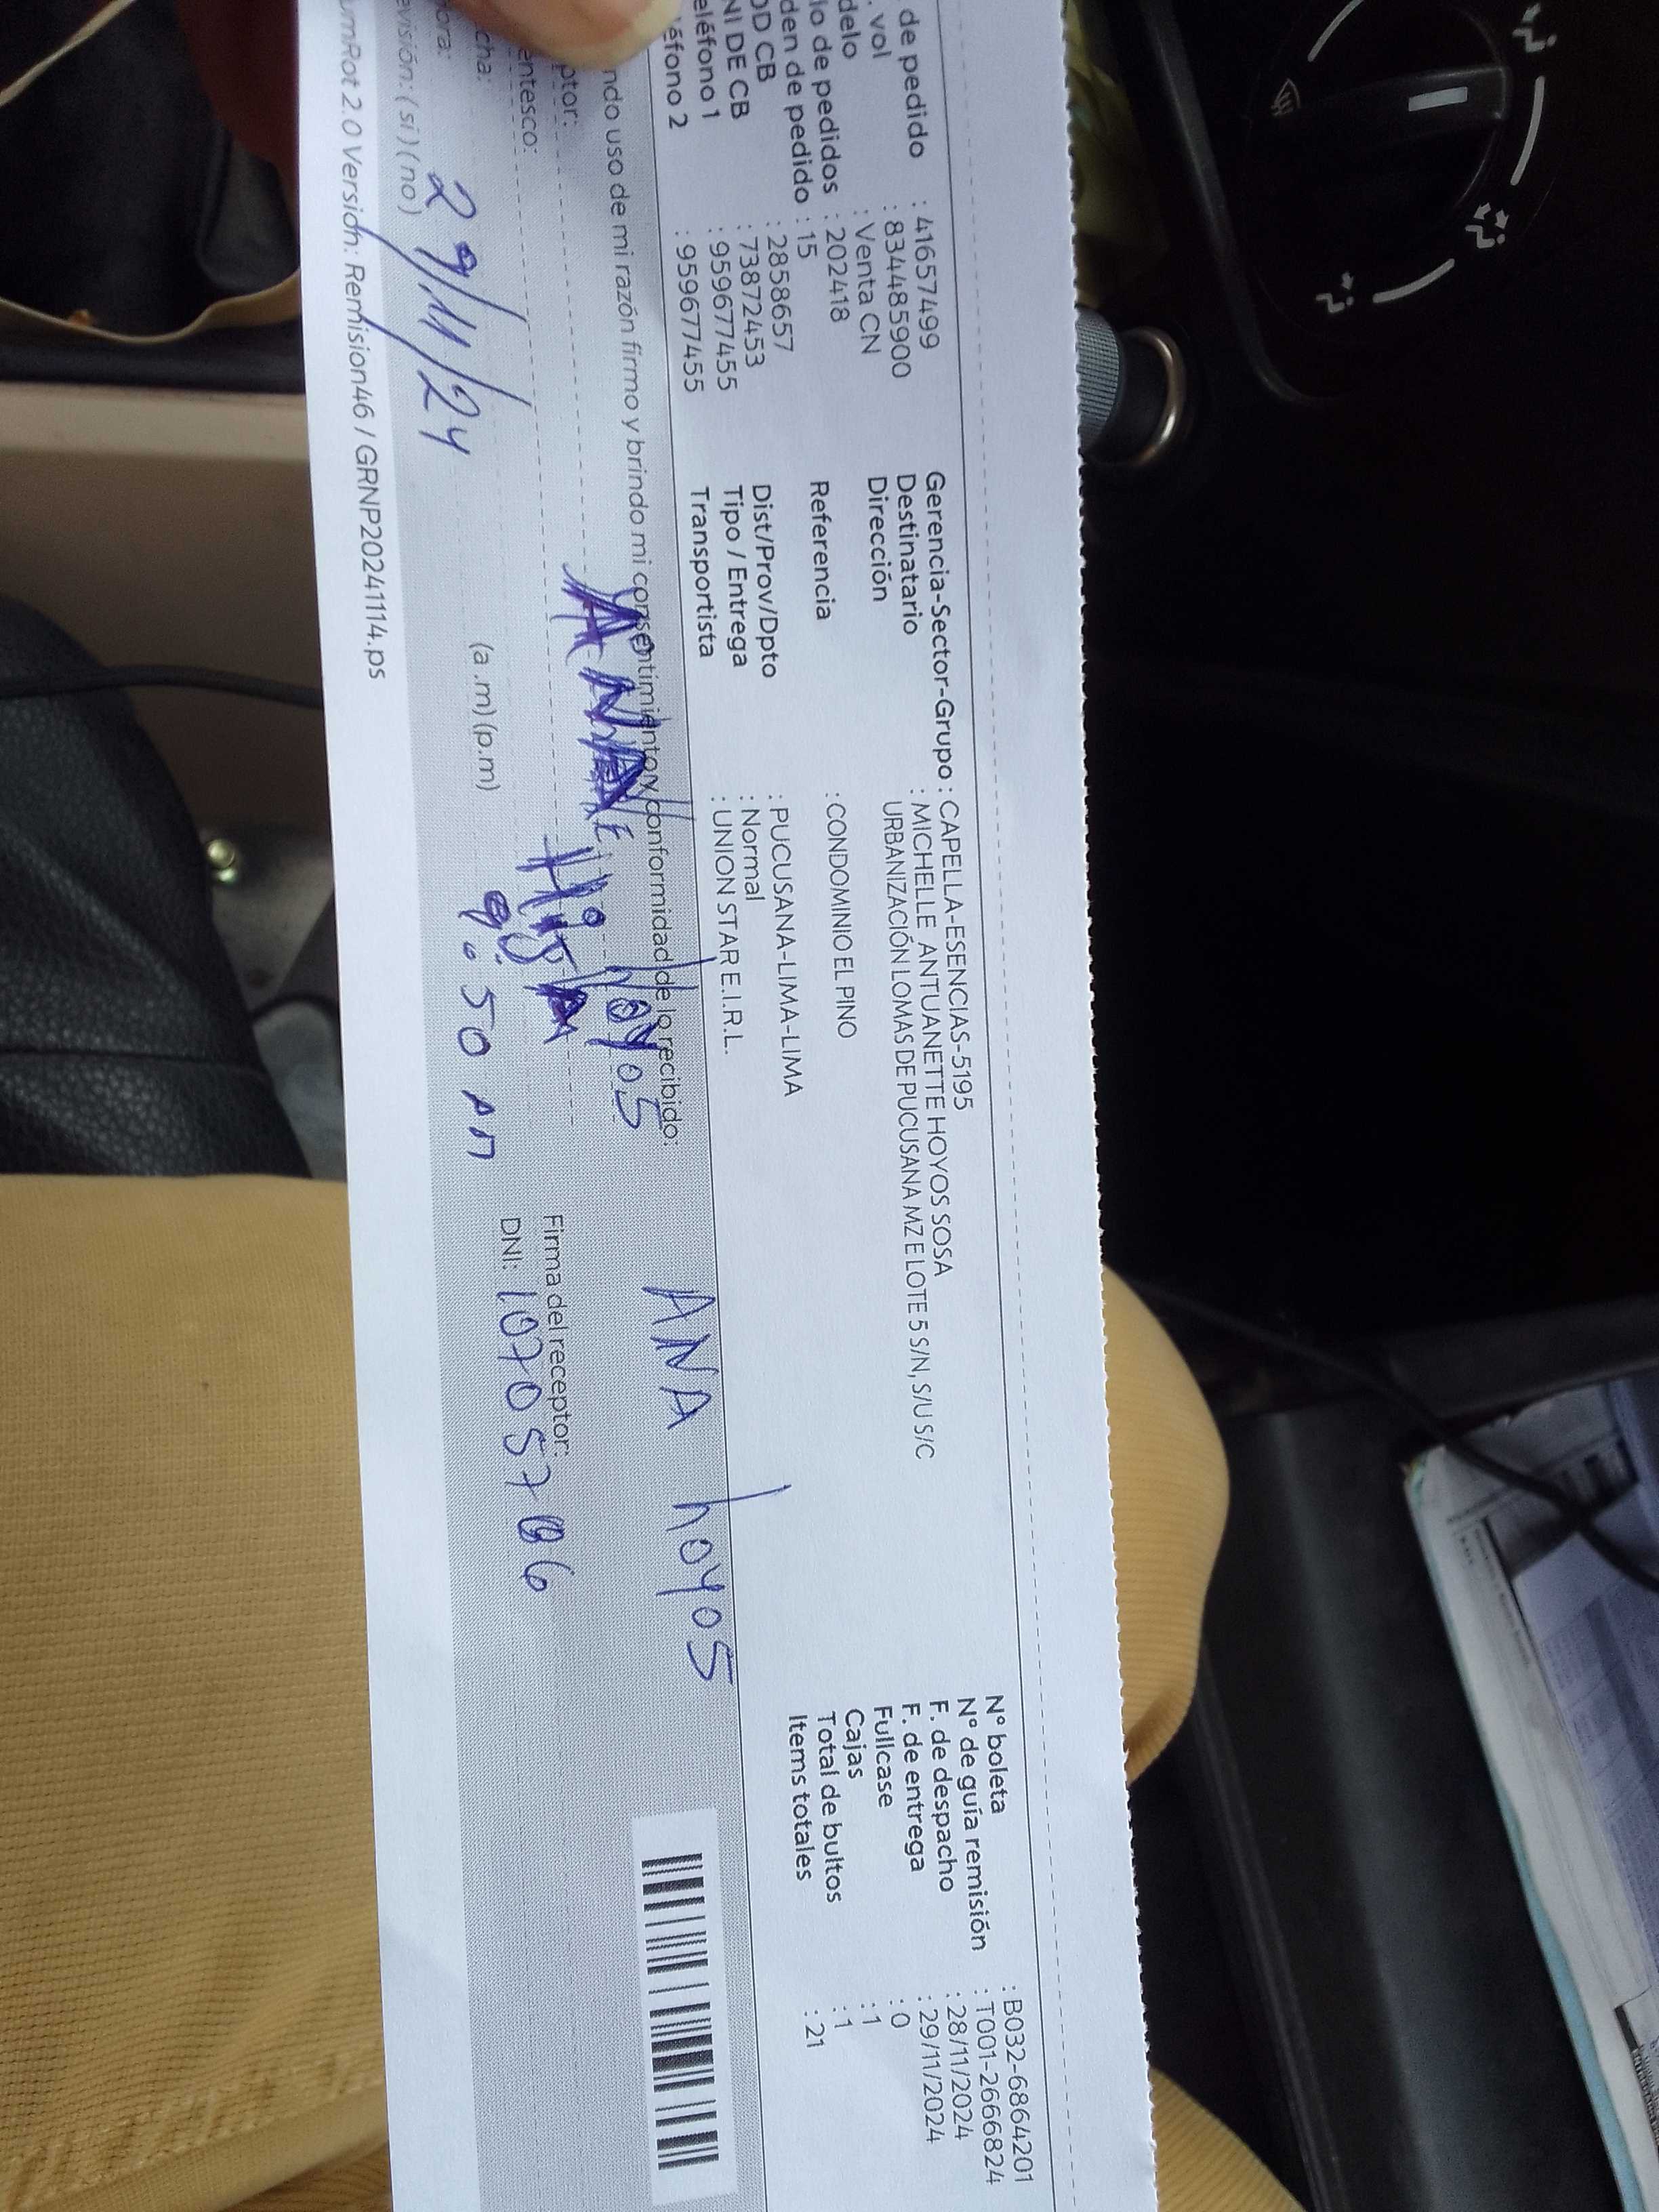 de pedido : 41657499
. vol : 8344485900
delo : Venta CN
lo de pedidos : 202418
den de pedido : 15
OD CB : 2858657
NI DE CB : 73872453
eléfono 1 : 959677455
éfono 2 : 959677455
Gerencia-Sector-Grupo : CAPELLA-ESENCIAS-5195
Destinatario : MICHELLE ANTUANETTE HOYOS SOSA
Dirección URBANIZACIÓN LOMAS DE PUCUSANA MZ E LOTE 5 S/N, S/U S/C
Referencia : CONDOMINIO EL PINO
Dist/Prov/Dpto : PUCUSANA-LIMA-LIMA
Tipo / Entrega : Normal
Transportista : UNION STAR E.I.R.L.
N° boleta : B032-6864201
N° de guía remisión : T001-26666824
F. de despacho : 28/11/2024
F. de entrega : 29/11/2024
Fullcase : 0
Cajas : 1
Total de bultos : 1
Items totales : 21
ndo uso de mi razón firmo y brindo mi consentimiento y conformidad de lo recibido:
ptor: Hoyos
entesco:
cha: 29/11/24
ora: (a.m) (p.m) 9:50 AM
evisión: (si) (no)
ANA hoyos
Firma del receptor:
DNI: 10705706
umRot 2.0 Versión: Remision46 / GRNP20241114.ps